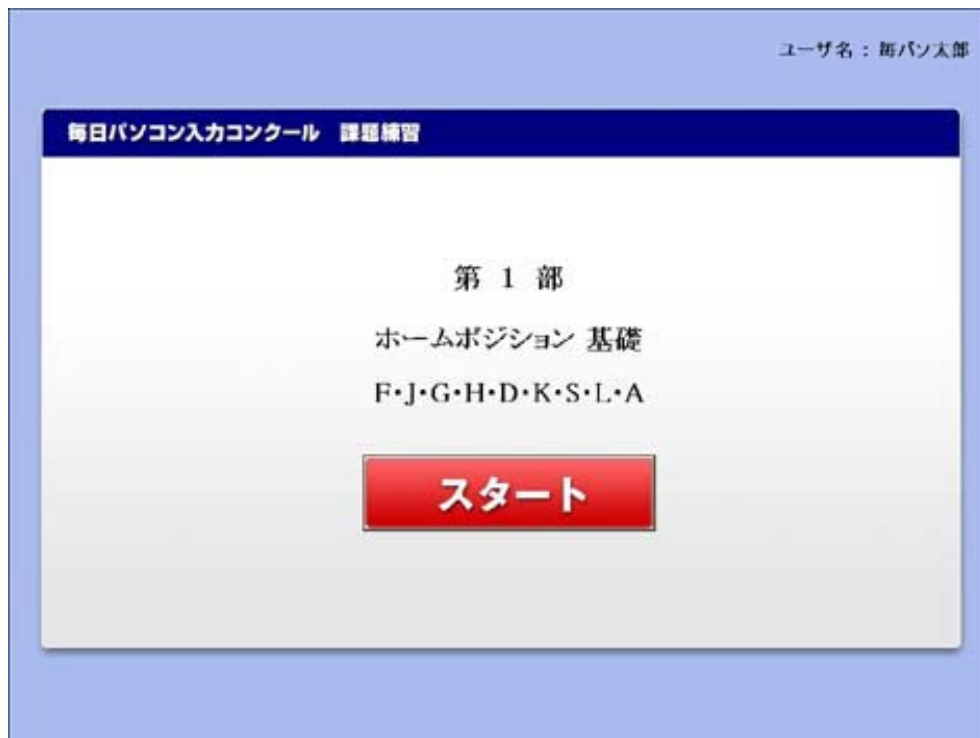 ユーザ名：毎パソ太郎
毎日パソコン入力コンクール　課題練習
第 1 部
ホームポジション 基礎
F・J・G・H・D・K・S・L・A
スタート